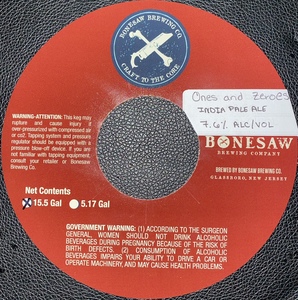 BONESAW BREWING CO.
CRAFT TO THE CORE
WARNING-ATTENTION: This keg may
rupture and cause injury if
over-pressurized with compressed air
or co2. Tapping system and pressure
regulator should be equipped with a
pressure blow-off device. If you are
not familiar with tapping equipment,
consult your retailer or Bonesaw
Brewing Co.
Ones and Zeroes
INDIA PALE ALE
7.6% ALC/VOL
BONESAW
BREWING COMPANY
BREWED BY BONESAW BREWING CO.
GLASSBORO, NEW JERSEY
Net Contents
15.5 Gal
5.17 Gal
GOVERNMENT WARNING: (1) ACCORDING TO THE SURGEON
GENERAL, WOMEN SHOULD NOT DRINK ALCOHOLIC
BEVERAGES DURING PREGNANCY BECAUSE OF THE RISK OF
BIRTH DEFECTS. (2) CONSUMPTION OF ALCOHOLIC
BEVERAGES IMPAIRS YOUR ABILITY TO DRIVE A CAR OR
OPERATE MACHINERY, AND MAY CAUSE HEALTH PROBLEMS.